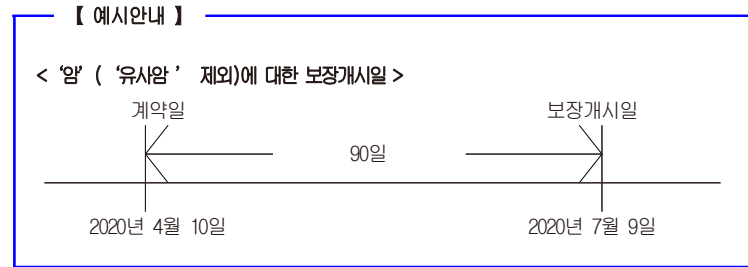 【 예시안내 】
< ‘암’ ( ‘유사암 ’ 제외)에 대한 보장개시일 >
계약일 보장개시일
90일
2020년 4월 10일 2020년 7월 9일